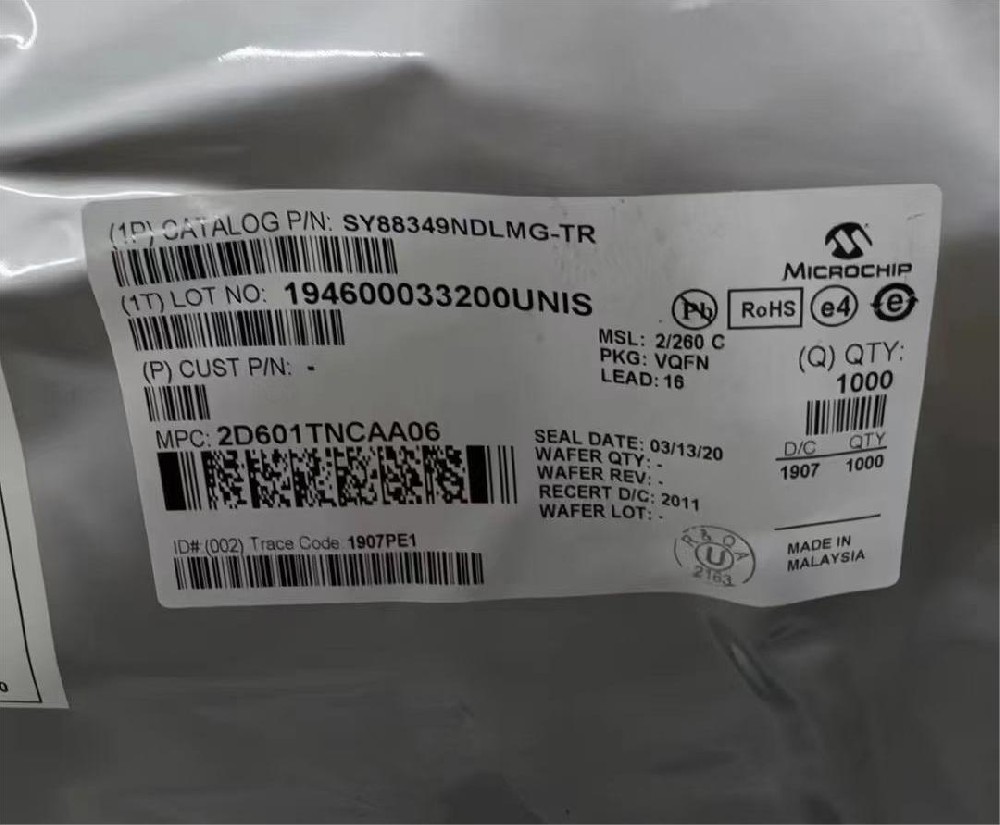 (1P) CATALOG P/N: SY88349NDLMG-TR
MICROCHIP
(1T) LOT NO: 194600033200UNIS
Pb RoHS e4 e
MSL: 2/260 C
PKG: VQFN
LEAD: 16
(Q) QTY:
1000
(P) CUST P/N: -
MPC: 2D601TNCAA06
SEAL DATE: 03/13/20
WAFER QTY: -
WAFER REV: -
RECERT D/C: 2011
WAFER LOT: -
D/C QTY
1907 1000
ID# (002) Trace Code 1907PE1
R & Q A
U
2163
MADE IN
MALAYSIA
0